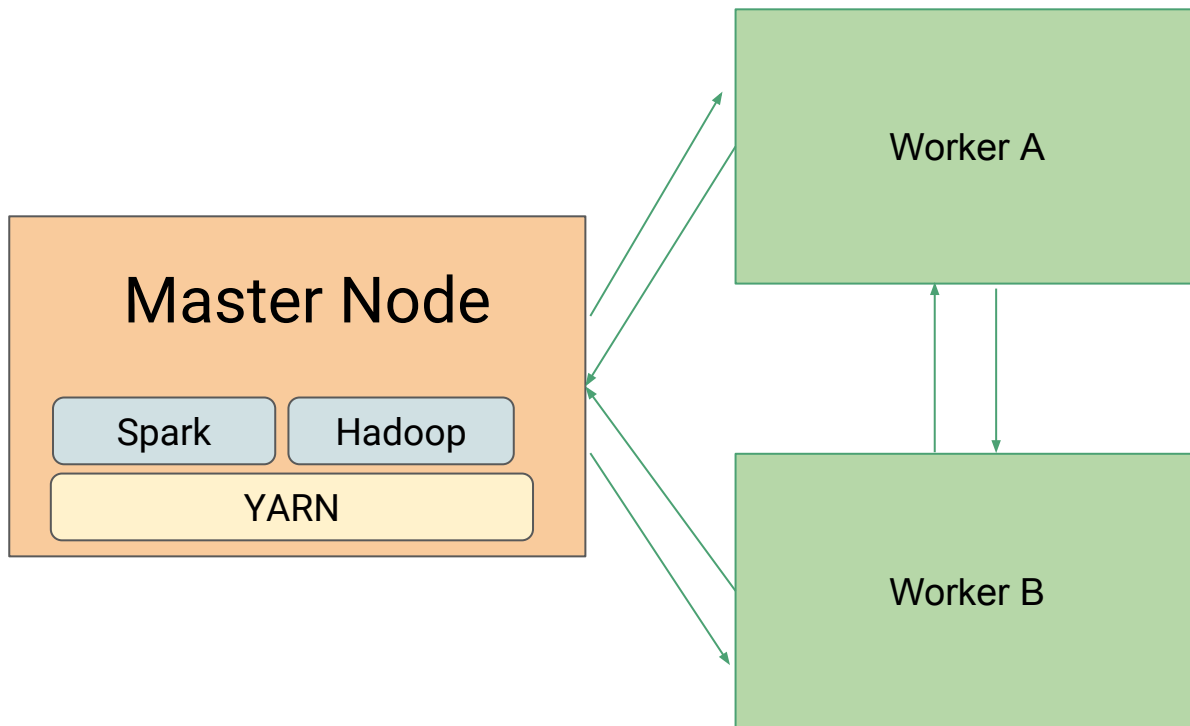 Worker A
Master Node
Spark
Hadoop
YARN
Worker B